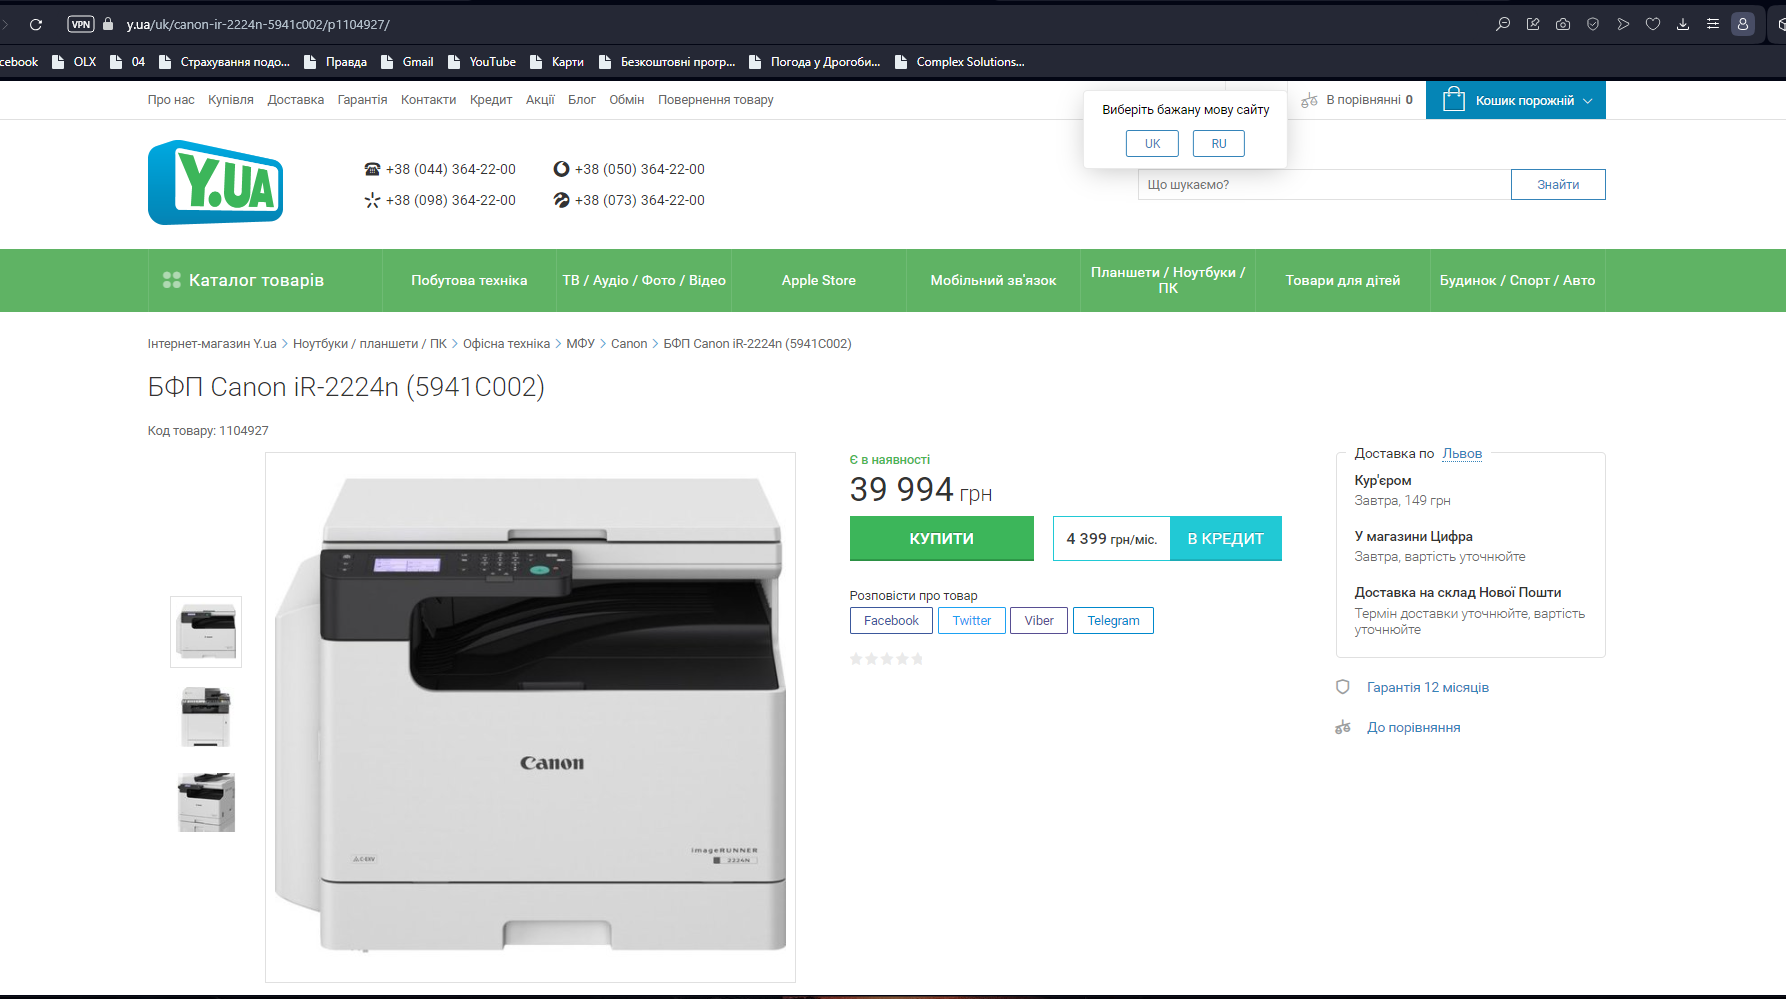 VPN y.ua/uk/canon-ir-2224n-5941c002/p1104927/
cebook OLX 04 Страхування подо... Правда Gmail YouTube Карти Безкоштовні прогр... Погода у Дрогоби... Complex Solutions...
Про нас Купівля Доставка Гарантія Контакти Кредит Акції Блог Обмін Повернення товару
В порівнянні 0
Кошик порожній
Виберіть бажану мову сайту
UK RU
Y.UA
+38 (044) 364-22-00 +38 (050) 364-22-00
+38 (098) 364-22-00 +38 (073) 364-22-00
Що шукаємо? Знайти
Каталог товарів
Побутова техніка
ТВ / Аудіо / Фото / Відео
Apple Store
Мобільний зв'язок
Планшети / Ноутбуки /
ПК
Товари для дітей
Будинок / Спорт / Авто
Інтернет-магазин Y.ua Ноутбуки / планшети / ПК Офісна техніка МФУ Canon БФП Canon iR-2224n (5941C002)
БФП Canon iR-2224n (5941C002)
Код товару: 1104927
Canon
imageRUNNER
2224N
C-EXV
Є в наявності
39 994 грн
КУПИТИ
4 399 грн/міс. В КРЕДИТ
Розповісти про товар
Facebook Twitter Viber Telegram
Доставка по Львов
Кур'єром
Завтра, 149 грн
У магазини Цифра
Завтра, вартість уточнюйте
Доставка на склад Нової Пошти
Термін доставки уточнюйте, вартість
уточнюйте
Гарантія 12 місяців
До порівняння